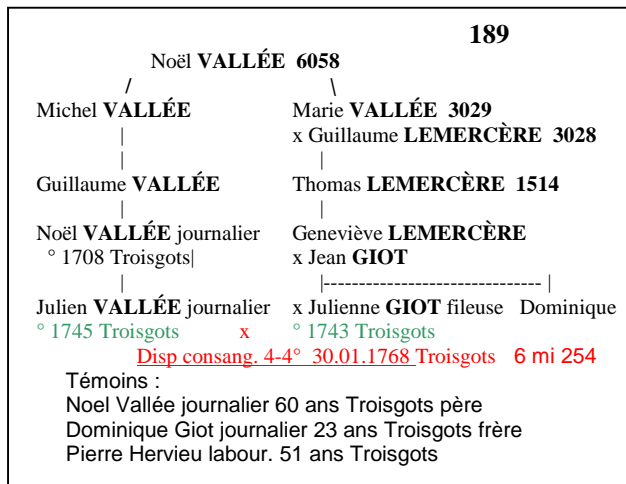 189
Noël VALLÉE 6058
/ \
Michel VALLÉE Marie VALLÉE 3029
| x Guillaume LEMERCÈRE 3028
| |
Guillaume VALLÉE Thomas LEMERCÈRE 1514
| |
Noël VALLÉE journalier Geneviève LEMERCÈRE
° 1708 Troisgots| x Jean GIOT
| |------------------------------- |
Julien VALLÉE journalier x Julienne GIOT fileuse Dominique
° 1745 Troisgots x ° 1743 Troisgots
Disp consang. 4-4° 30.01.1768 Troisgots 6 mi 254
Témoins :
Noel Vallée journalier 60 ans Troisgots père
Dominique Giot journalier 23 ans Troisgots frère
Pierre Hervieu labour. 51 ans Troisgots